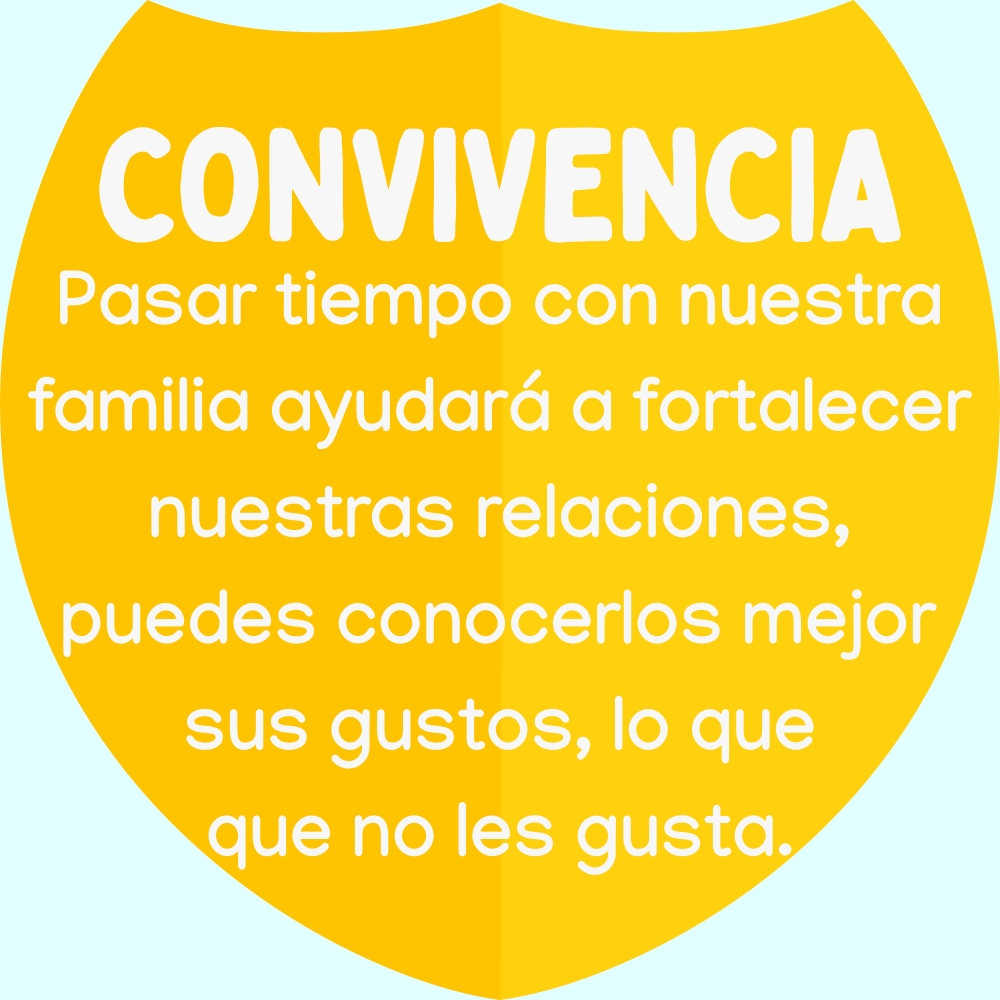 CONVIVENCIA
Pasar tiempo con nuestra
familia ayudará a fortalecer
nuestras relaciones,
puedes conocerlos mejor
sus gustos, lo que
que no les gusta.